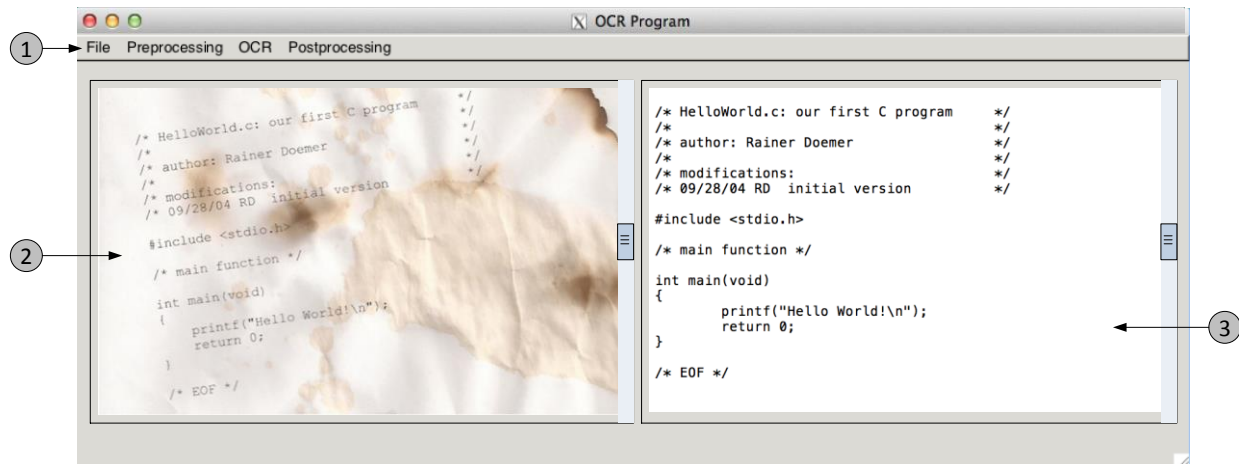 OCR Program
1
File Preprocessing OCR Postprocessing
/* HelloWorld.c: our first C program */
/* */
/* author: Rainer Doemer */
/* */
/* modifications: */
/* 09/28/04 RD initial version */
#include <stdio.h>
/* main function */
int main(void)
{
printf("Hello World!\n");
return 0;
}
/* EOF */
2
/* HelloWorld.c: our first C program */
/* */
/* author: Rainer Doemer */
/* */
/* modifications: */
/* 09/28/04 RD initial version */
#include <stdio.h>
/* main function */
int main(void)
{
printf("Hello World!\n");
return 0;
}
/* EOF */
3